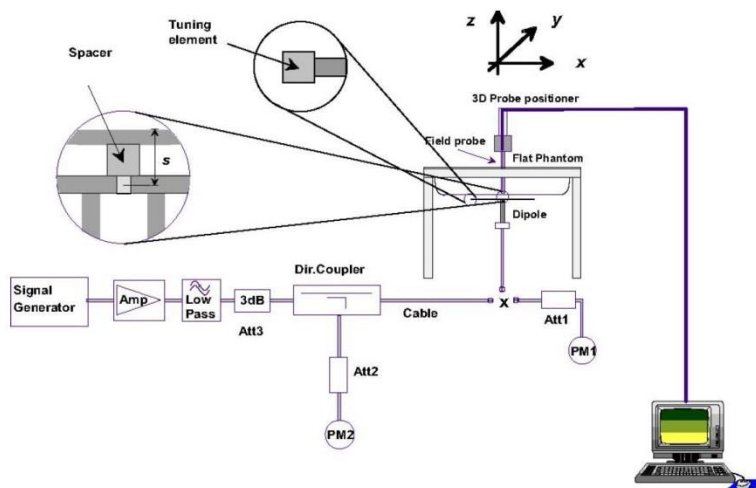 Tuning
element
Spacer
s
z
y
x
3D Probe positioner
Field probe
Flat Phantom
Dipole
Signal
Generator
Amp
Low
Pass
3dB
Att3
Dir.Coupler
Cable
x
Att1
PM1
Att2
PM2